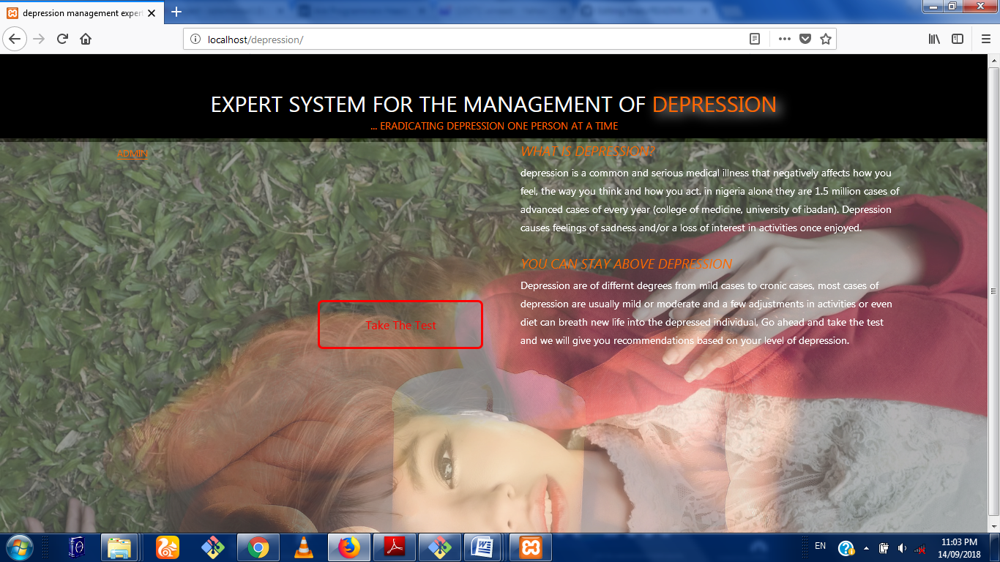 depression management exper
localhost/depression/
EXPERT SYSTEM FOR THE MANAGEMENT OF DEPRESSION
... ERADICATING DEPRESSION ONE PERSON AT A TIME
ADMIN
WHAT IS DEPRESSION?
depression is a common and serious medical illness that negatively affects how you
feel, the way you think and how you act. in nigeria alone they are 1.5 million cases of
advanced cases of every year (college of medicine, university of ibadan). Depression
causes feelings of sadness and/or a loss of interest in activities once enjoyed.
YOU CAN STAY ABOVE DEPRESSION
Depression are of differnt degrees from mild cases to cronic cases, most cases of
depression are usually mild or moderate and a few adjustments in activities or even
diet can breath new life into the depressed individual, Go ahead and take the test
and we will give you recommendations based on your level of depression.
Take The Test
EN
11:03 PM
14/09/2018